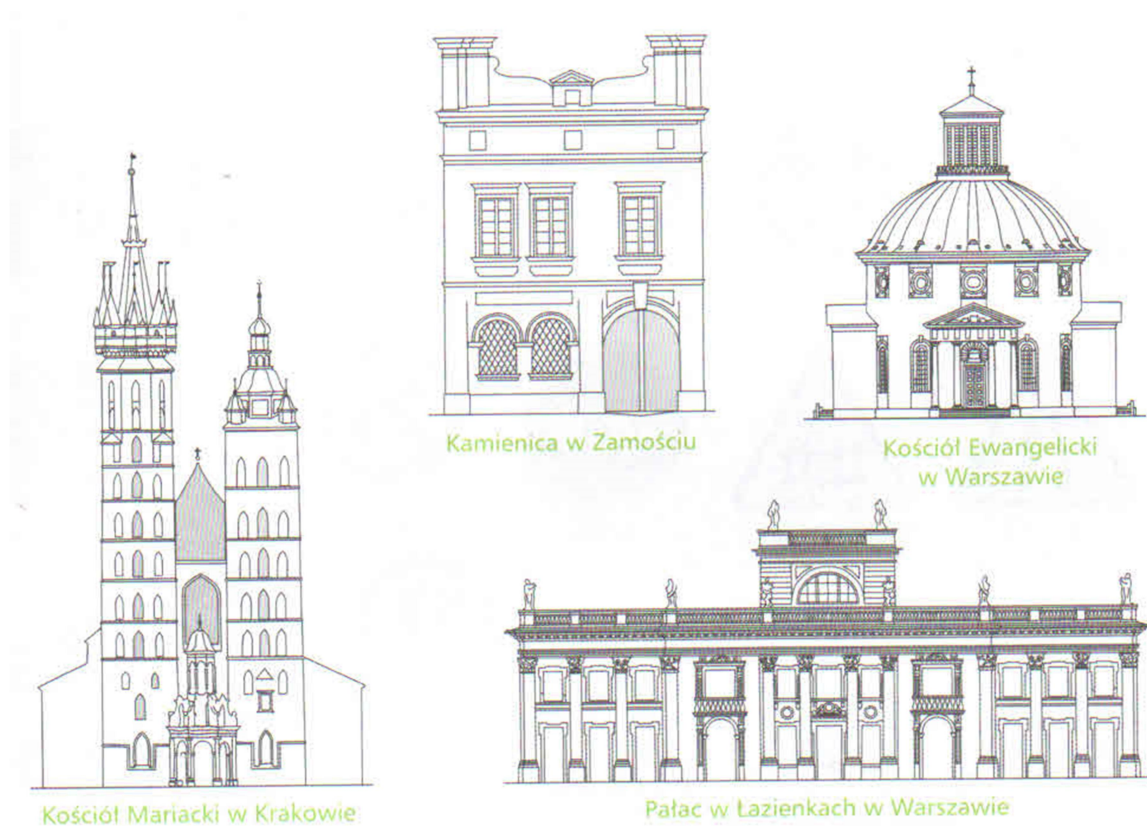 Kamienica w Zamościu
Kościół Ewangelicki
w Warszawie
Kościół Mariacki w Krakowie
Pałac w Łazienkach w Warszawie